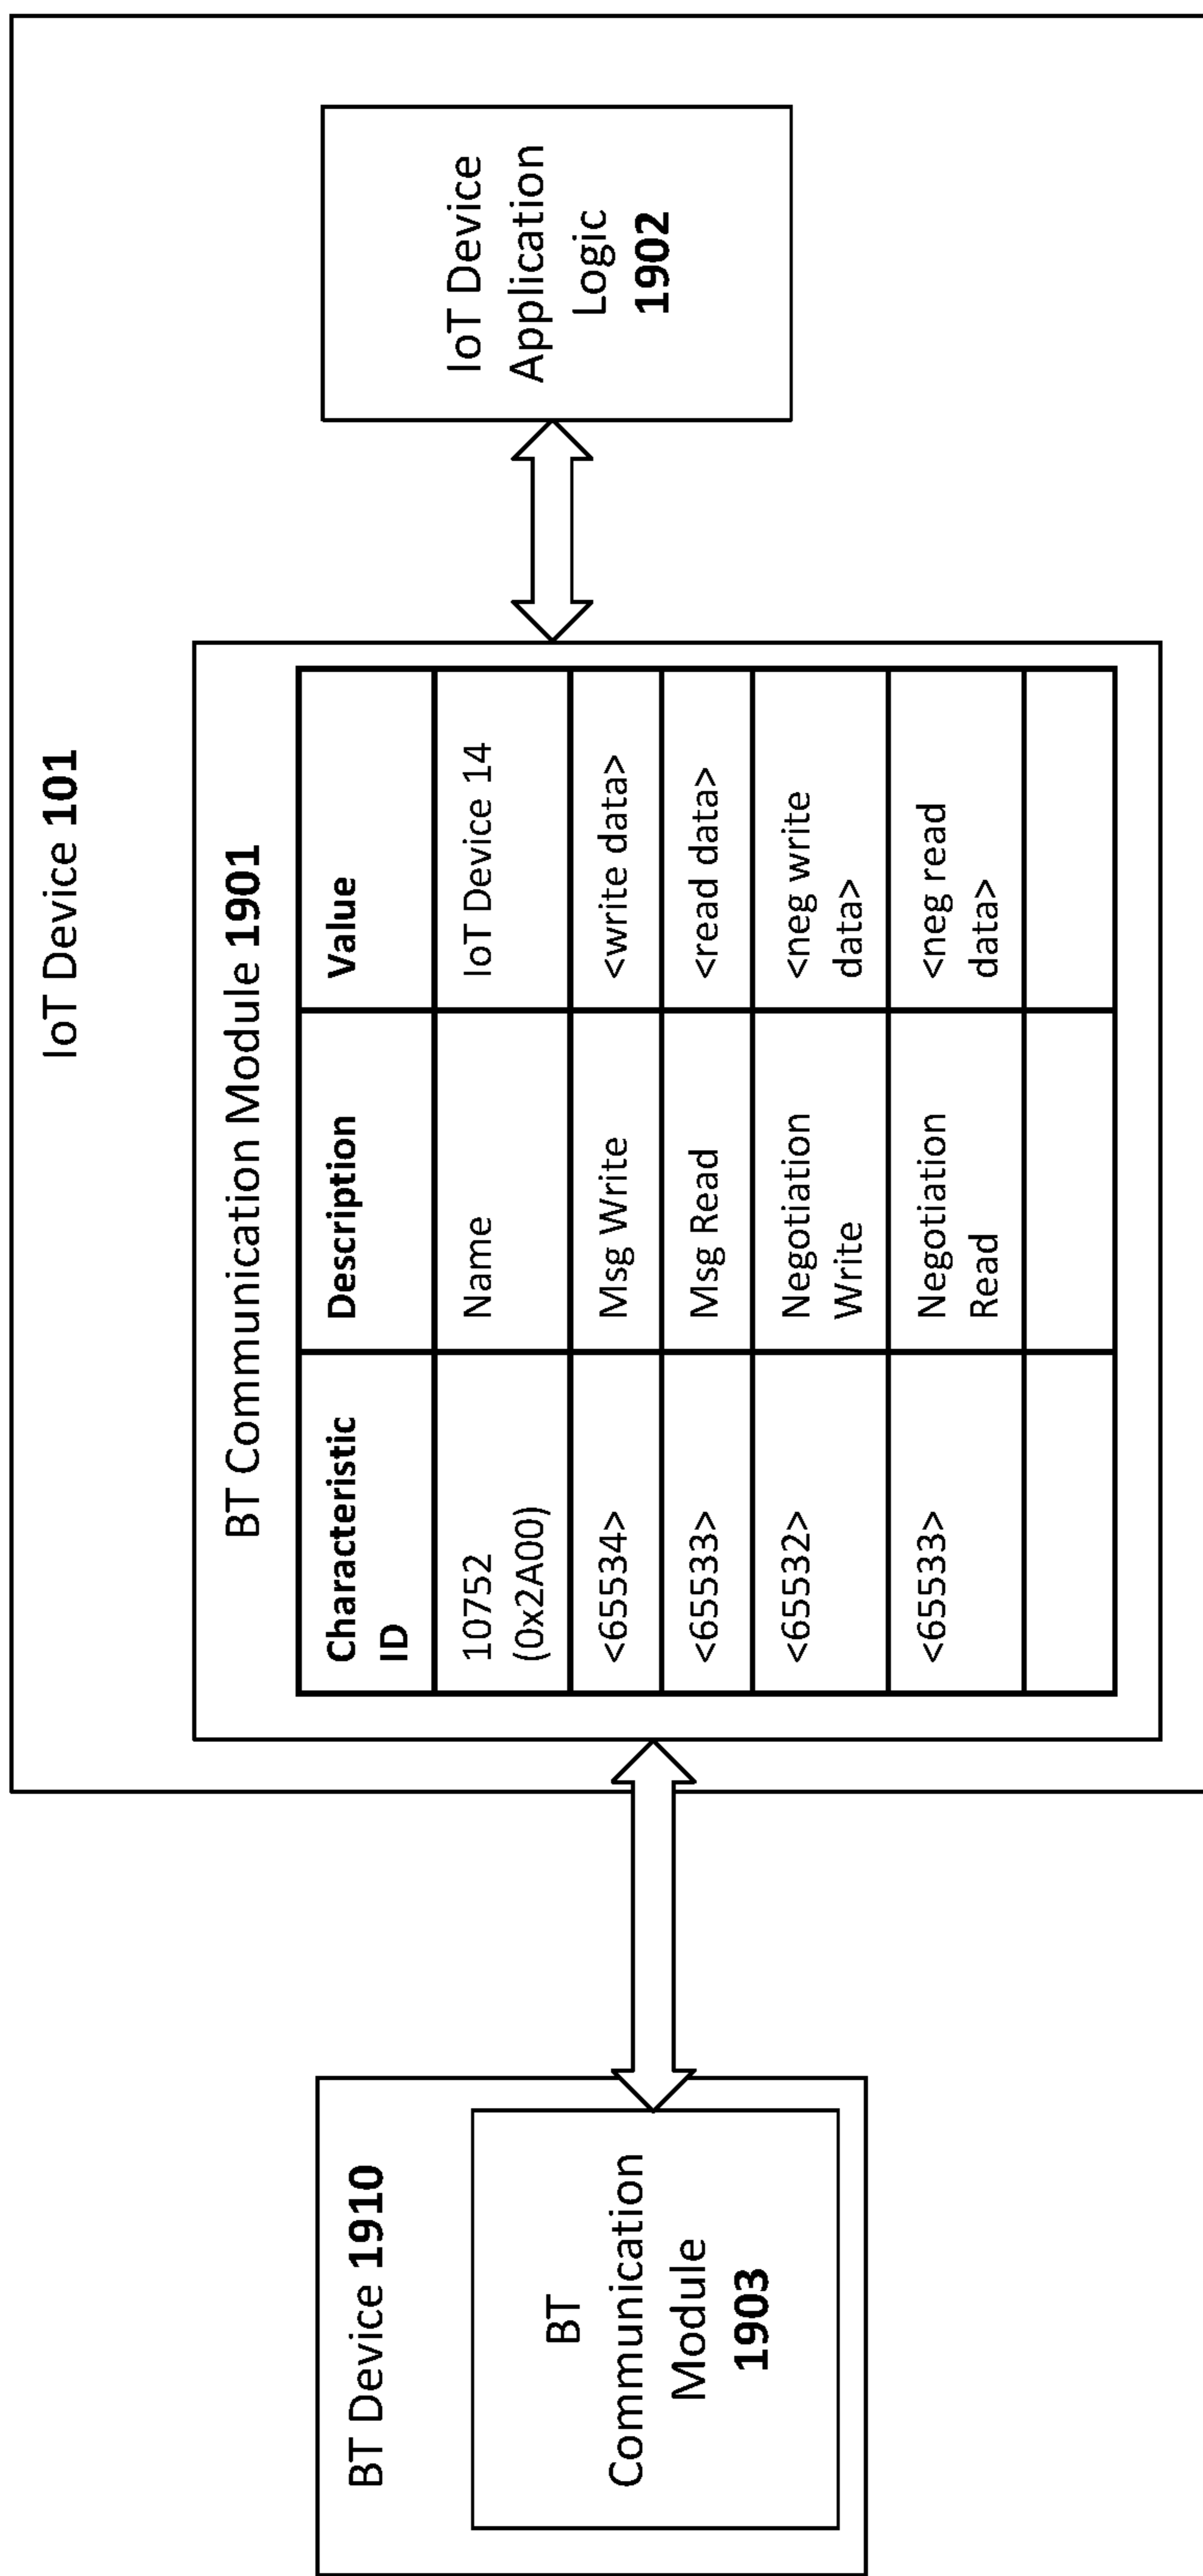 IoT Device 101
BT Device 1910
BT
Communication
Module
1903
BT Communication Module 1901
Characteristic
ID
Description
Value
10752
(0x2A00)
Name
IoT Device 14
<65534>
Msg Write
<write data>
<65533>
Msg Read
<read data>
<65532>
Negotiation
Write
<neg write
data>
<65533>
Negotiation
Read
<neg read
data>
IoT Device
Application
Logic
1902